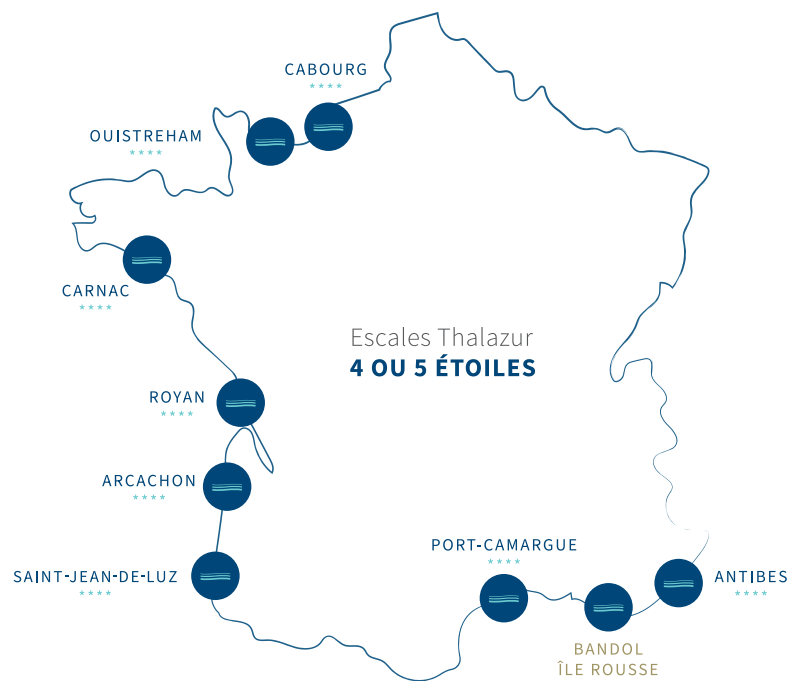 CABOURG
★★★★
OUISTREHAM
★★★★
CARNAC
★★★★
Escales Thalazur
4 OU 5 ÉTOILES
ROYAN
★★★★
ARCACHON
★★★★
PORT-CAMARGUE
★★★★
SAINT-JEAN-DE-LUZ
★★★★
ANTIBES
★★★★
BANDOL
ÎLE ROUSSE